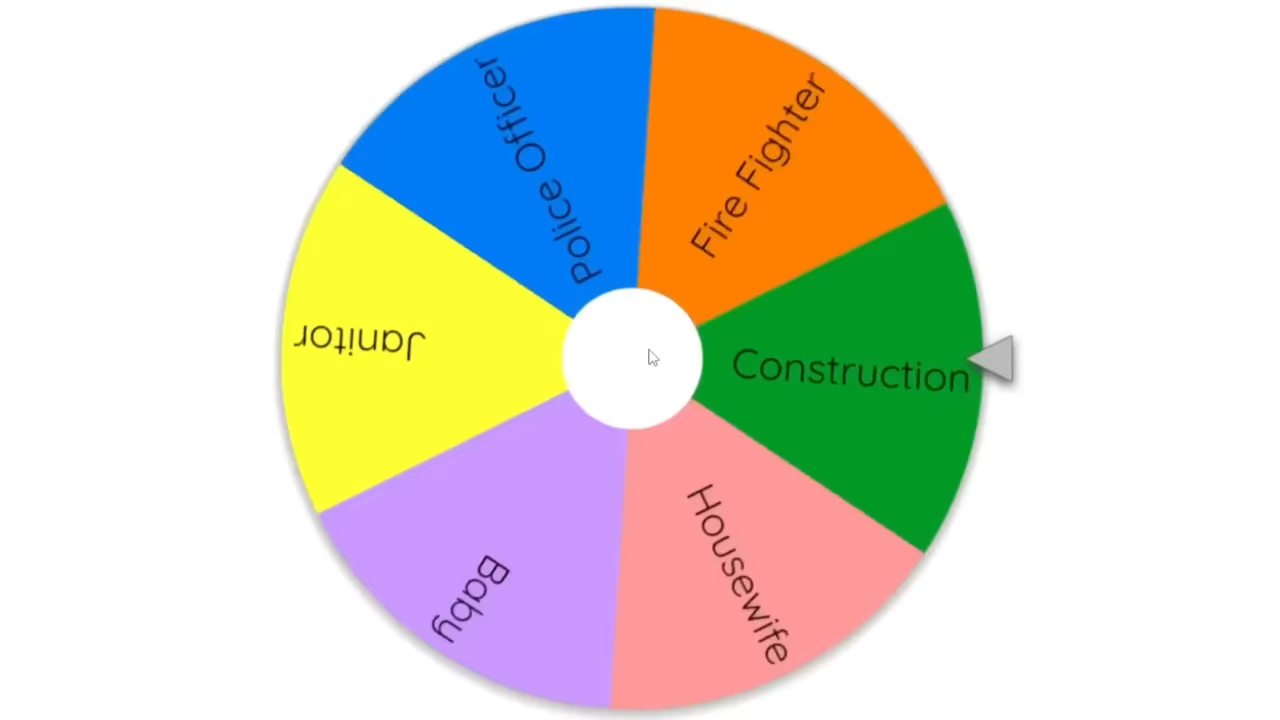 Police Officer
Fire Fighter
Janitor
Construction
Baby
Housewife